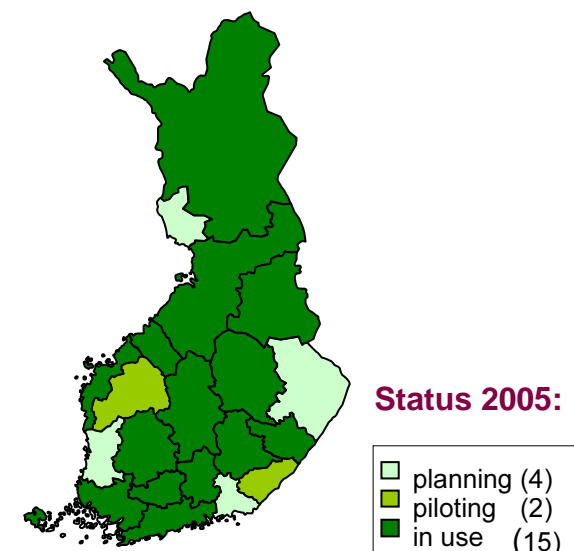 Status 2005:
planning (4)
piloting (2)
in use (15)